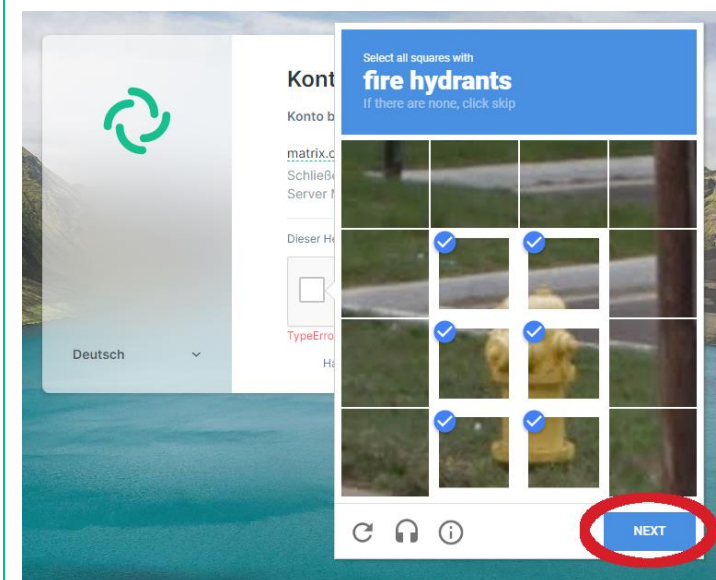 Select all squares with
fire hydrants
If there are none, click skip
Kont
Konto b
matrix.o
Schließe
Server
Dieser He
TypeErro
Deutsch
Ha
NEXT